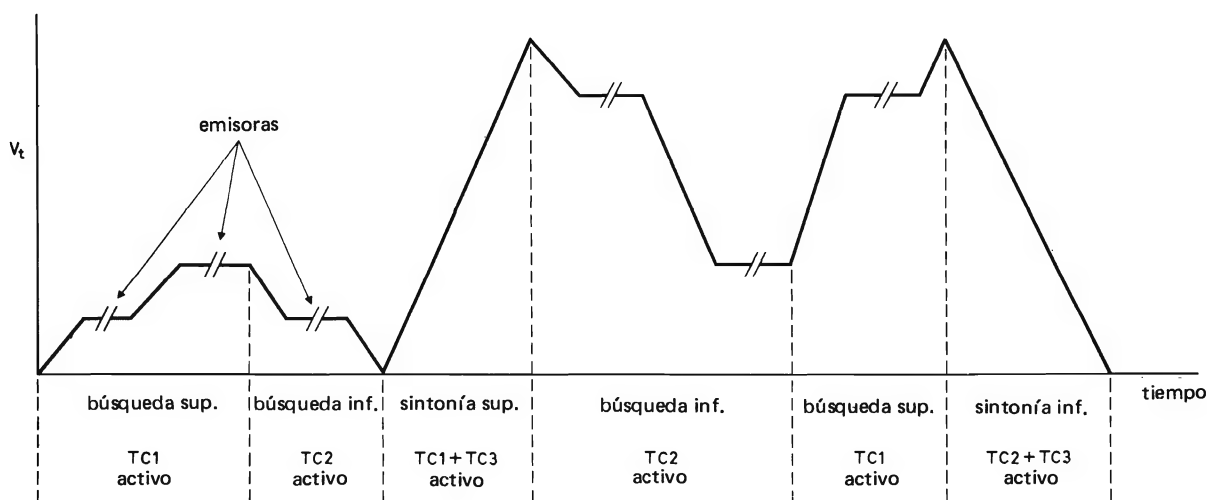 emisoras
Vt
tiempo
búsqueda sup.
búsqueda inf.
sintonía sup.
búsqueda inf.
búsqueda sup.
sintonía inf.
TC1
activo
TC2
activo
TC1+TC3
activo
TC2
activo
TC1
activo
TC2+TC3
activo